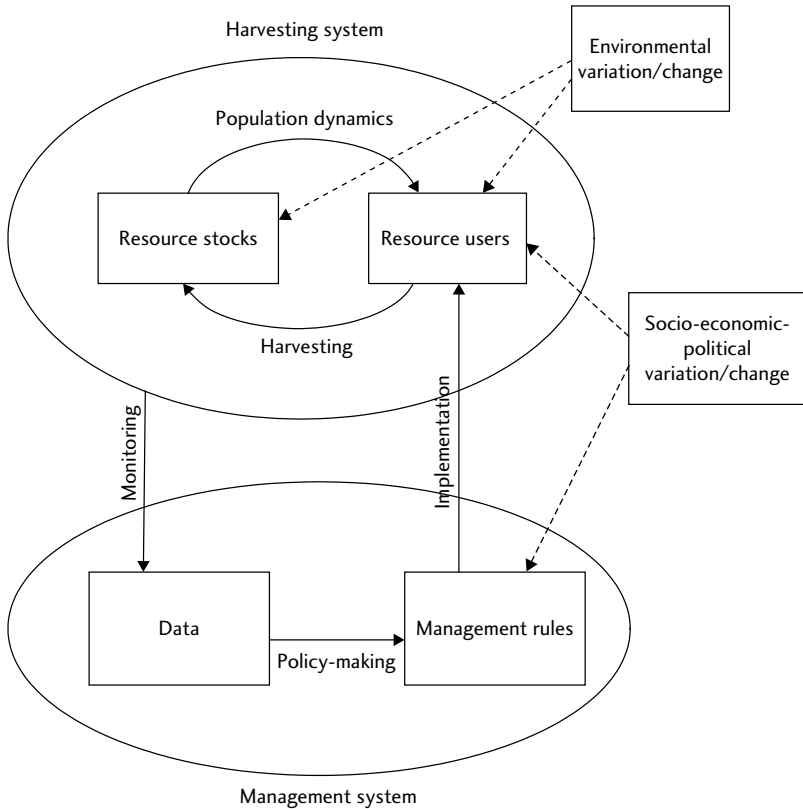 Harvesting system
Environmental
variation/change
Population dynamics
Resource stocks
Resource users
Harvesting
Socio-economic-
political
variation/change
Monitoring
Implementation
Data
Policy-making
Management rules
Management system